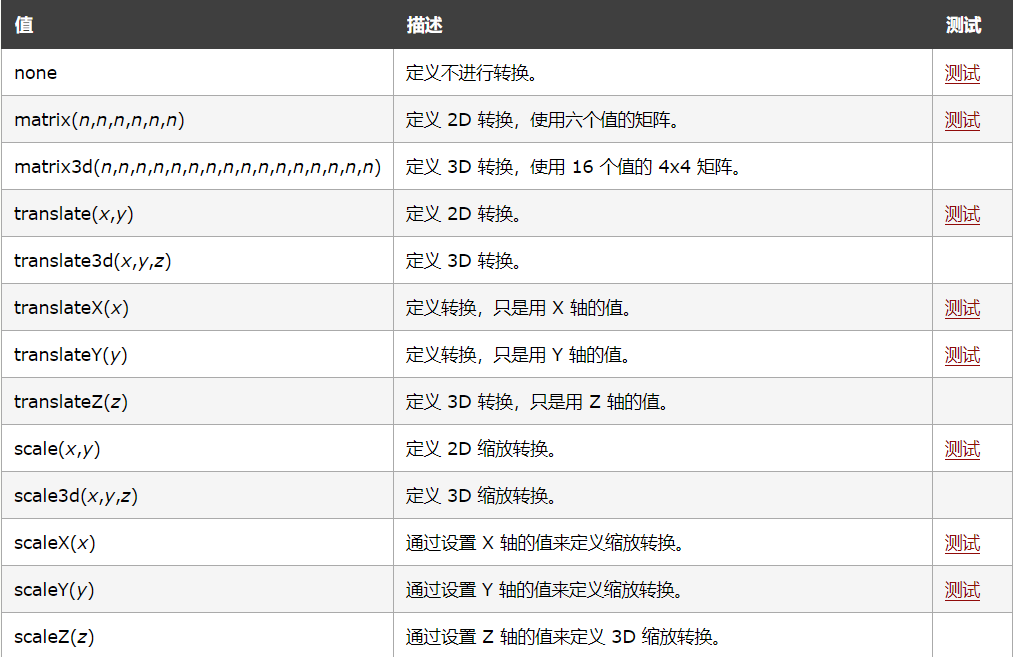 值 描述 测试
none 定义不进行转换。 测试
matrix(n,n,n,n,n,n) 定义 2D 转换，使用六个值的矩阵。 测试
matrix3d(n,n,n,n,n,n,n,n,n,n,n,n,n,n,n,n) 定义 3D 转换，使用 16 个值的 4x4 矩阵。
translate(x,y) 定义 2D 转换。 测试
translate3d(x,y,z) 定义 3D 转换。
translateX(x) 定义转换，只是用 X 轴的值。 测试
translateY(y) 定义转换，只是用 Y 轴的值。 测试
translateZ(z) 定义 3D 转换，只是用 Z 轴的值。
scale(x,y) 定义 2D 缩放转换。 测试
scale3d(x,y,z) 定义 3D 缩放转换。
scaleX(x) 通过设置 X 轴的值来定义缩放转换。 测试
scaleY(y) 通过设置 Y 轴的值来定义缩放转换。 测试
scaleZ(z) 通过设置 Z 轴的值来定义 3D 缩放转换。